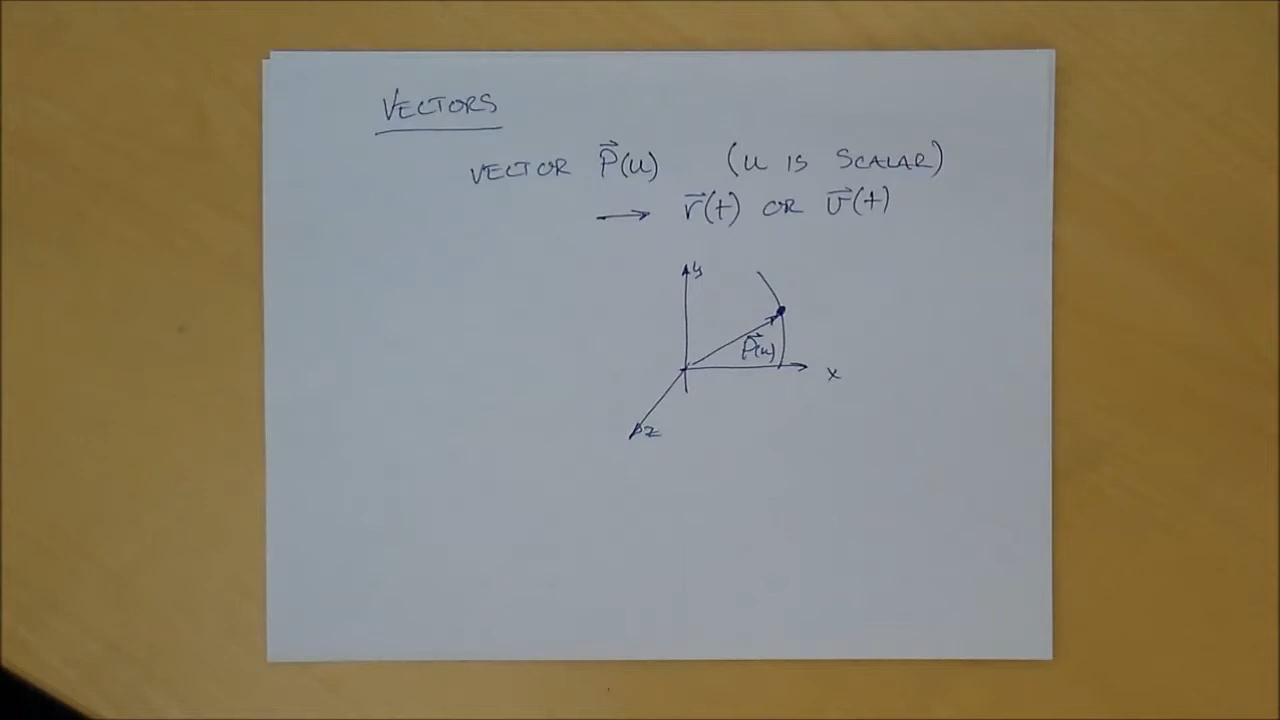 VECTORS
VECTOR P⃗(u) (u IS SCALAR)
→ r⃗(t) OR v⃗(t)
y
P⃗(u)
x
z